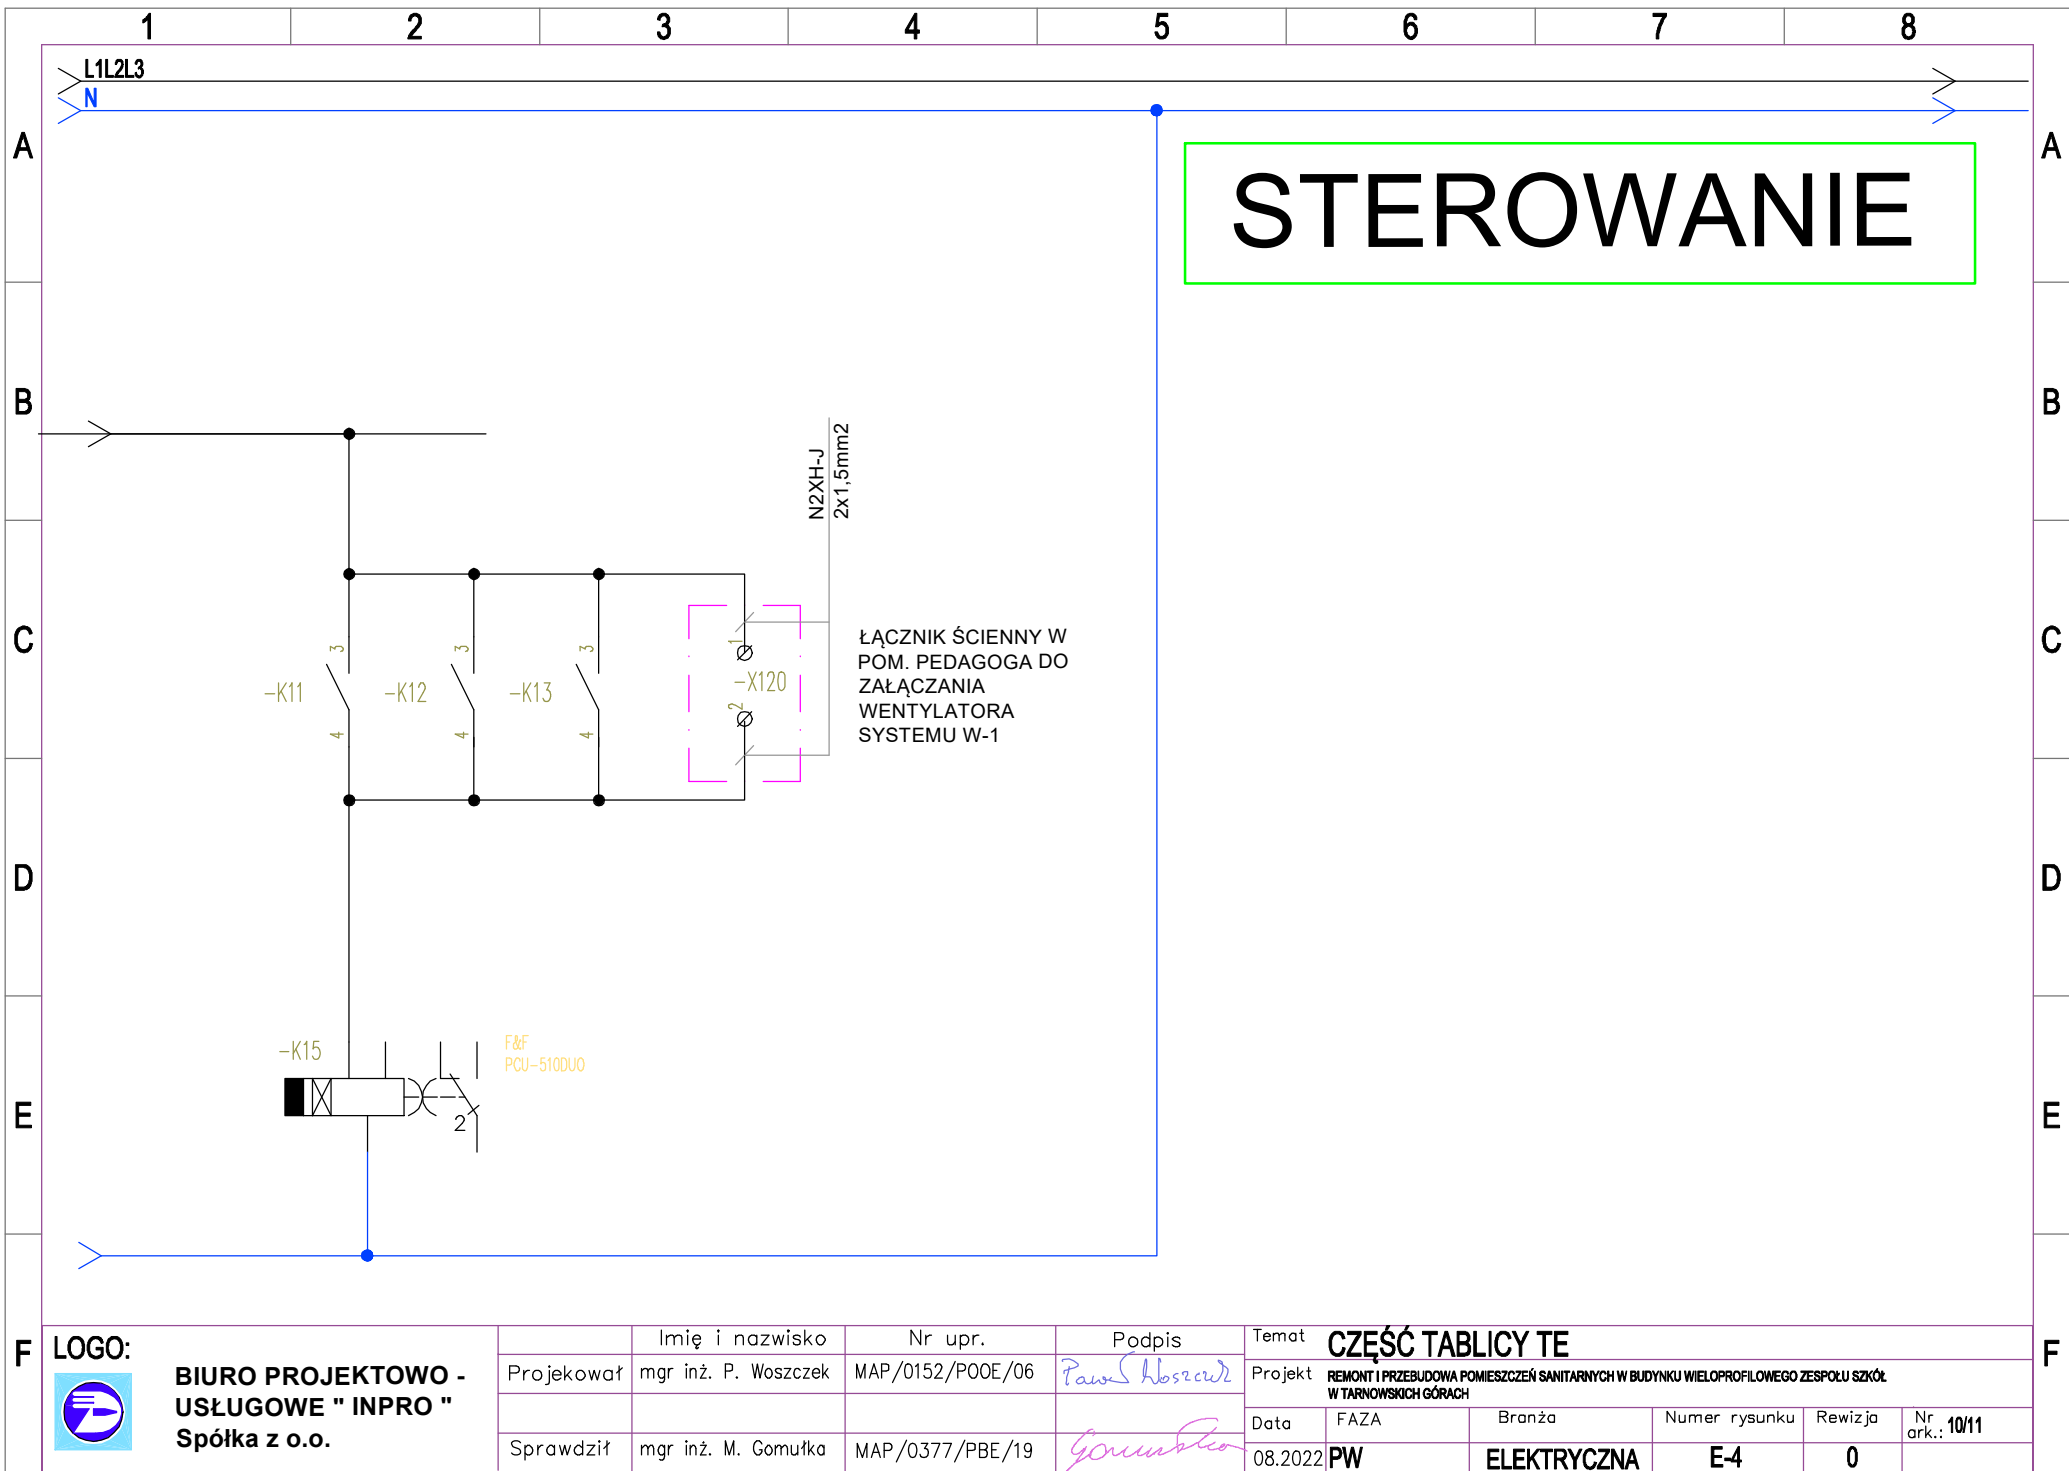 1 2 3 4 5 6 7 8
L1L2L3
N
A A
STEROWANIE
B B
N2XH-J
2x1,5mm2
C C
3 3 3 1
-K11 -K12 -K13 -X120
4 4 4 2
ŁĄCZNIK ŚCIENNY W
POM. PEDAGOGA DO
ZAŁĄCZANIA
WENTYLATORA
SYSTEMU W-1
D D
-K15
F&F
PCU-510DUO
E E
2
F F
LOGO:
BIURO PROJEKTOWO -
USŁUGOWE " INPRO "
Spółka z o.o.
Imię i nazwisko Nr upr. Podpis
Projekował mgr inż. P. Woszczek MAP/0152/POOE/06 Paweł Woszczek
Sprawdził mgr inż. M. Gomułka MAP/0377/PBE/19 Gomułka
Temat CZĘŚĆ TABLICY TE
Projekt REMONT I PRZEBUDOWA POMIESZCZEŃ SANITARNYCH W BUDYNKU WIELOPROFILOWEGO ZESPOŁU SZKÓŁ
W TARNOWSKICH GÓRACH
Data FAZA Branża Numer rysunku Rewizja Nr ark.: 10/11
08.2022 PW ELEKTRYCZNA E-4 0